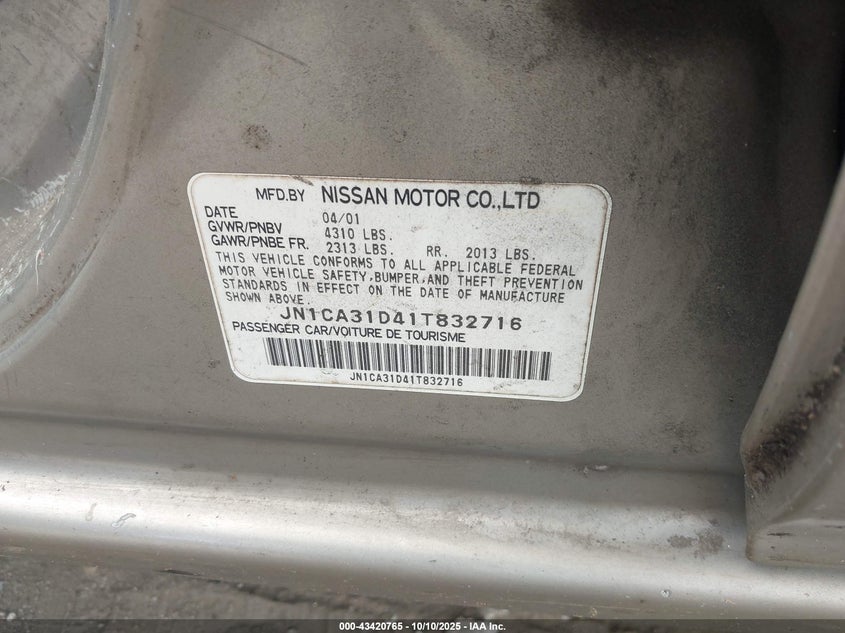 MFD.BY NISSAN MOTOR CO.,LTD
DATE 04/01
GVWR/PNBV 4310 LBS.
GAWR/PNBE FR. 2313 LBS. RR. 2013 LBS.
THIS VEHICLE CONFORMS TO ALL APPLICABLE FEDERAL
MOTOR VEHICLE SAFETY,BUMPER,AND THEFT PREVENTION
STANDARDS IN EFFECT ON THE DATE OF MANUFACTURE
SHOWN ABOVE.
JN1CA31D41T832716
PASSENGER CAR/VOITURE DE TOURISME
JN1CA31D41T832716
000-43420765 - 10/10/2025 - IAA, Inc.